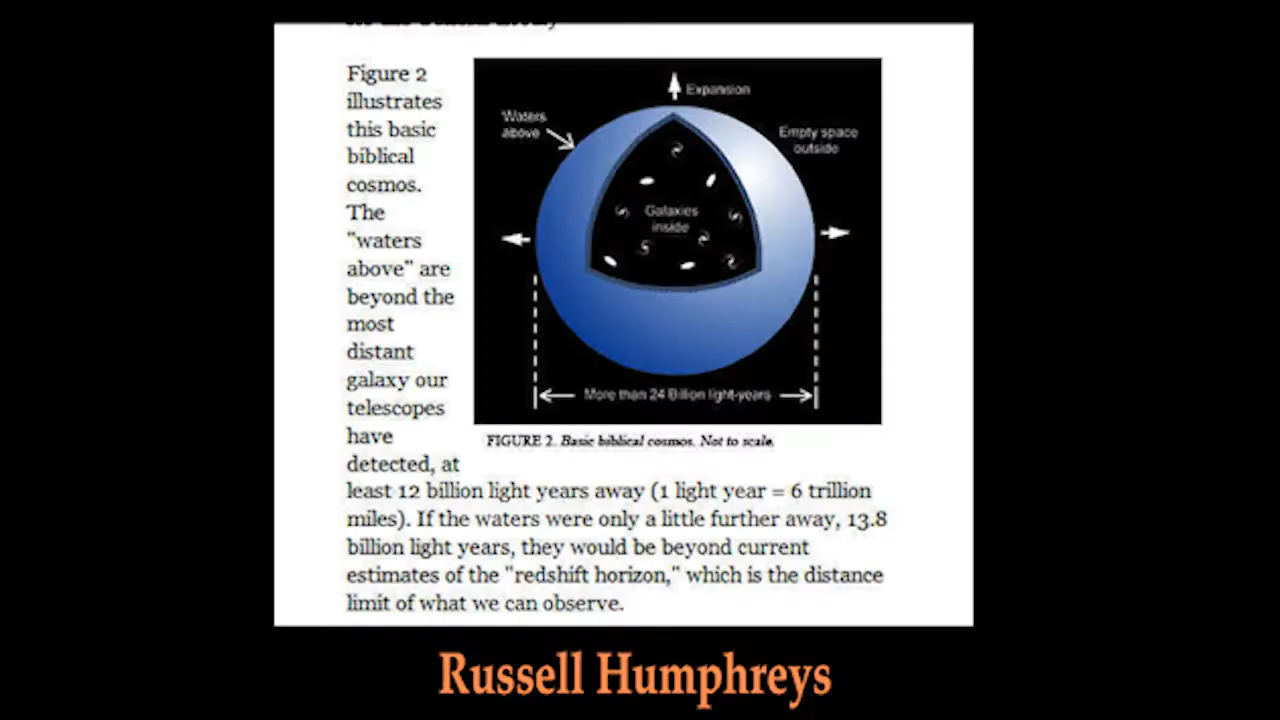 Figure 2
illustrates
this basic
biblical
cosmos.
The
"waters
above" are
beyond the
most
distant
galaxy our
telescopes
have
detected, at
least 12 billion light years away (1 light year = 6 trillion
miles). If the waters were only a little further away, 13.8
billion light years, they would be beyond current
estimates of the "redshift horizon," which is the distance
limit of what we can observe.
Expansion
Waters
above
Empty space
outside
Galaxies
inside
More than 24 Billion light-years
FIGURE 2. Basic biblical cosmos. Not to scale.
Russell Humphreys